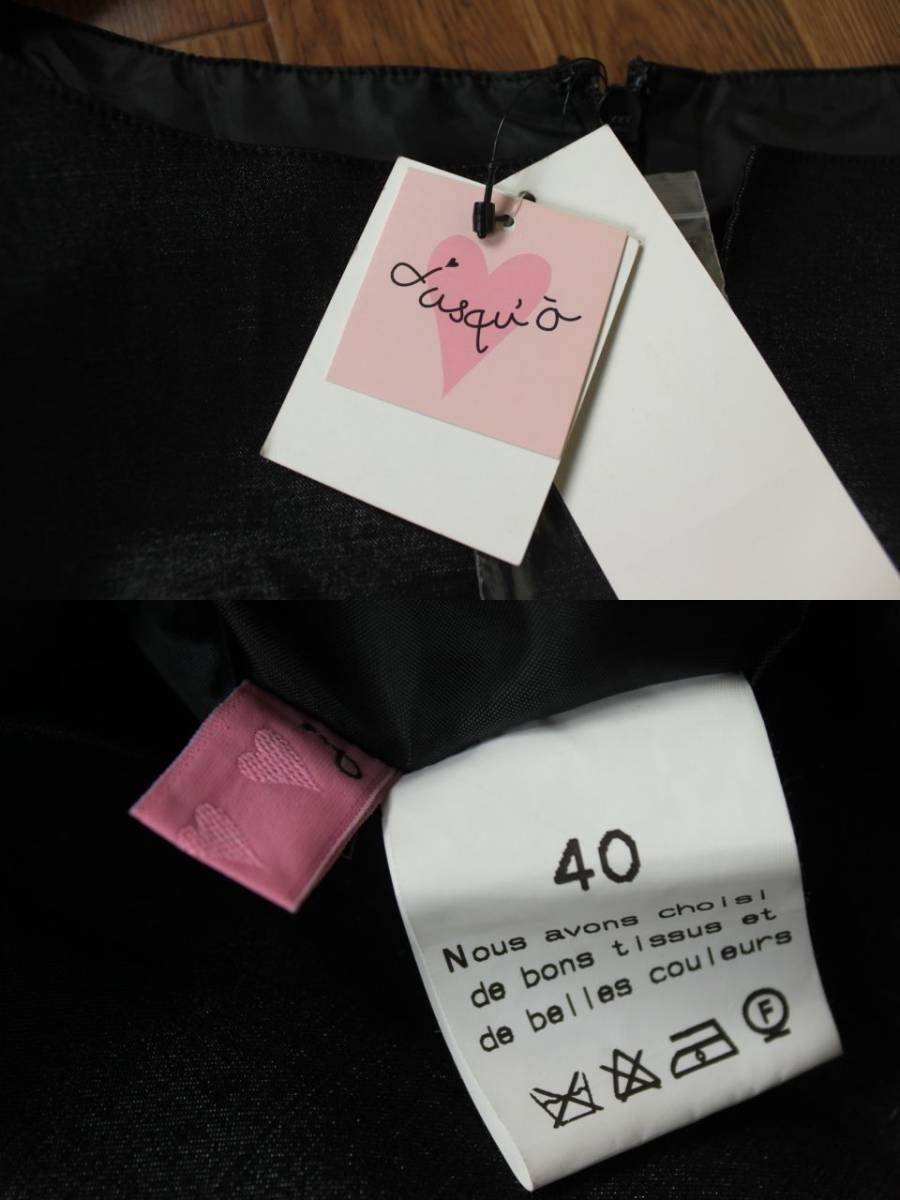 Jusqu'à
40
Nous avons choisi
de bons tissus et
de belles couleurs
F